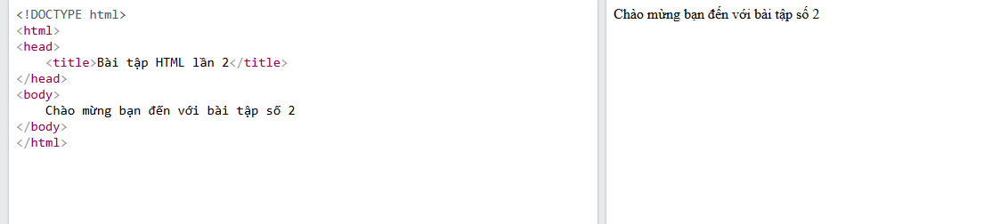 <!DOCTYPE html>
<html>
<head>
    <title>Bài tập HTML lần 2</title>
</head>
<body>
    Chào mừng bạn đến với bài tập số 2
</body>
</html>
Chào mừng bạn đến với bài tập số 2